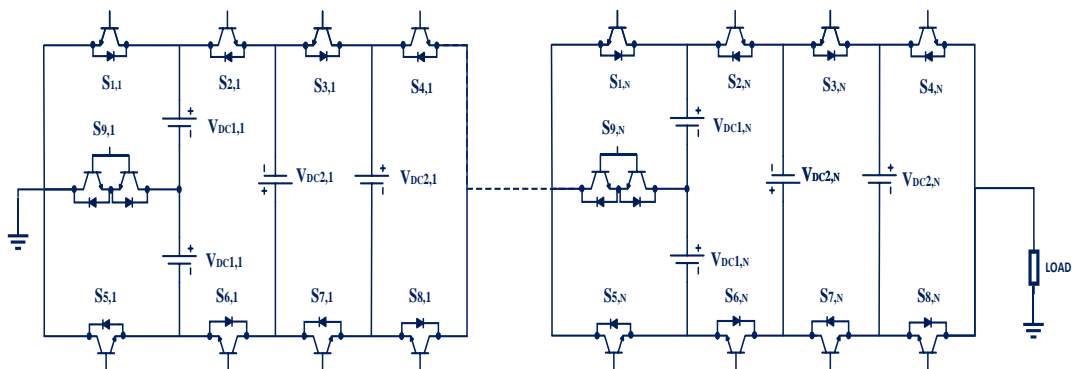 S1,1 S2,1 S3,1 S4,1 S1,N S2,N S3,N S4,N
+ +
VDC1,1 VDC1,N
- -
S9,1 S9,N
- + - +
VDC2,1 VDC2,1 VDC2,N VDC2,N
+ - + -
+ +
VDC1,1 VDC1,N
- -
LOAD
S5,1 S6,1 S7,1 S8,1 S5,N S6,N S7,N S8,N